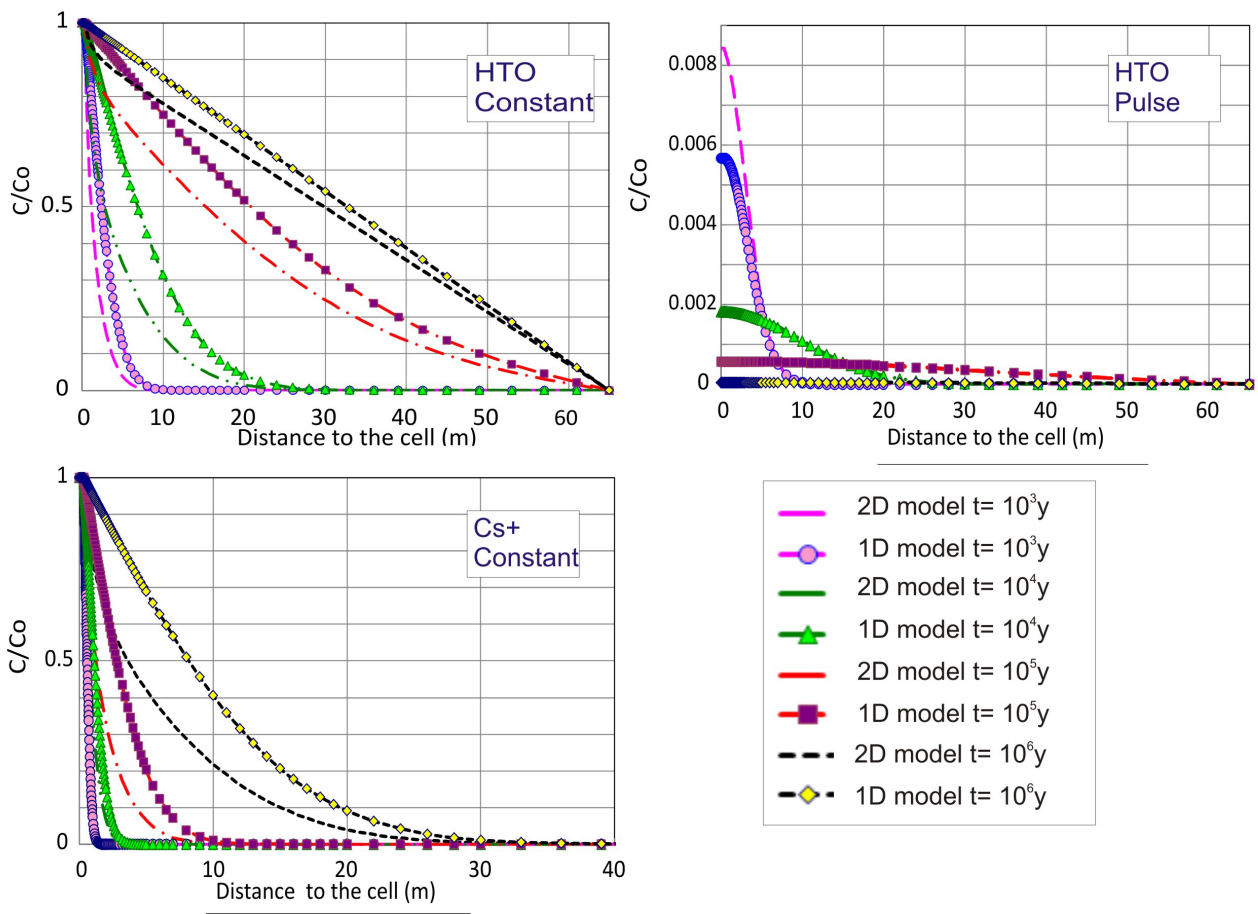 1
0.5
0
C/Co
HTO
Constant
0
10
20
30
40
50
60
Distance to the cell (m)
0.008
0.006
0.004
0.002
0
C/Co
HTO
Pulse
0
10
20
30
40
50
60
Distance to the cell (m)
1
0.5
0
C/Co
Cs+
Constant
0
10
20
30
40
Distance to the cell (m)
2D model t= 10³y
1D model t= 10³y
2D model t= 10⁴y
1D model t= 10⁴y
2D model t= 10⁵y
1D model t= 10⁵y
2D model t= 10⁶y
1D model t= 10⁶y